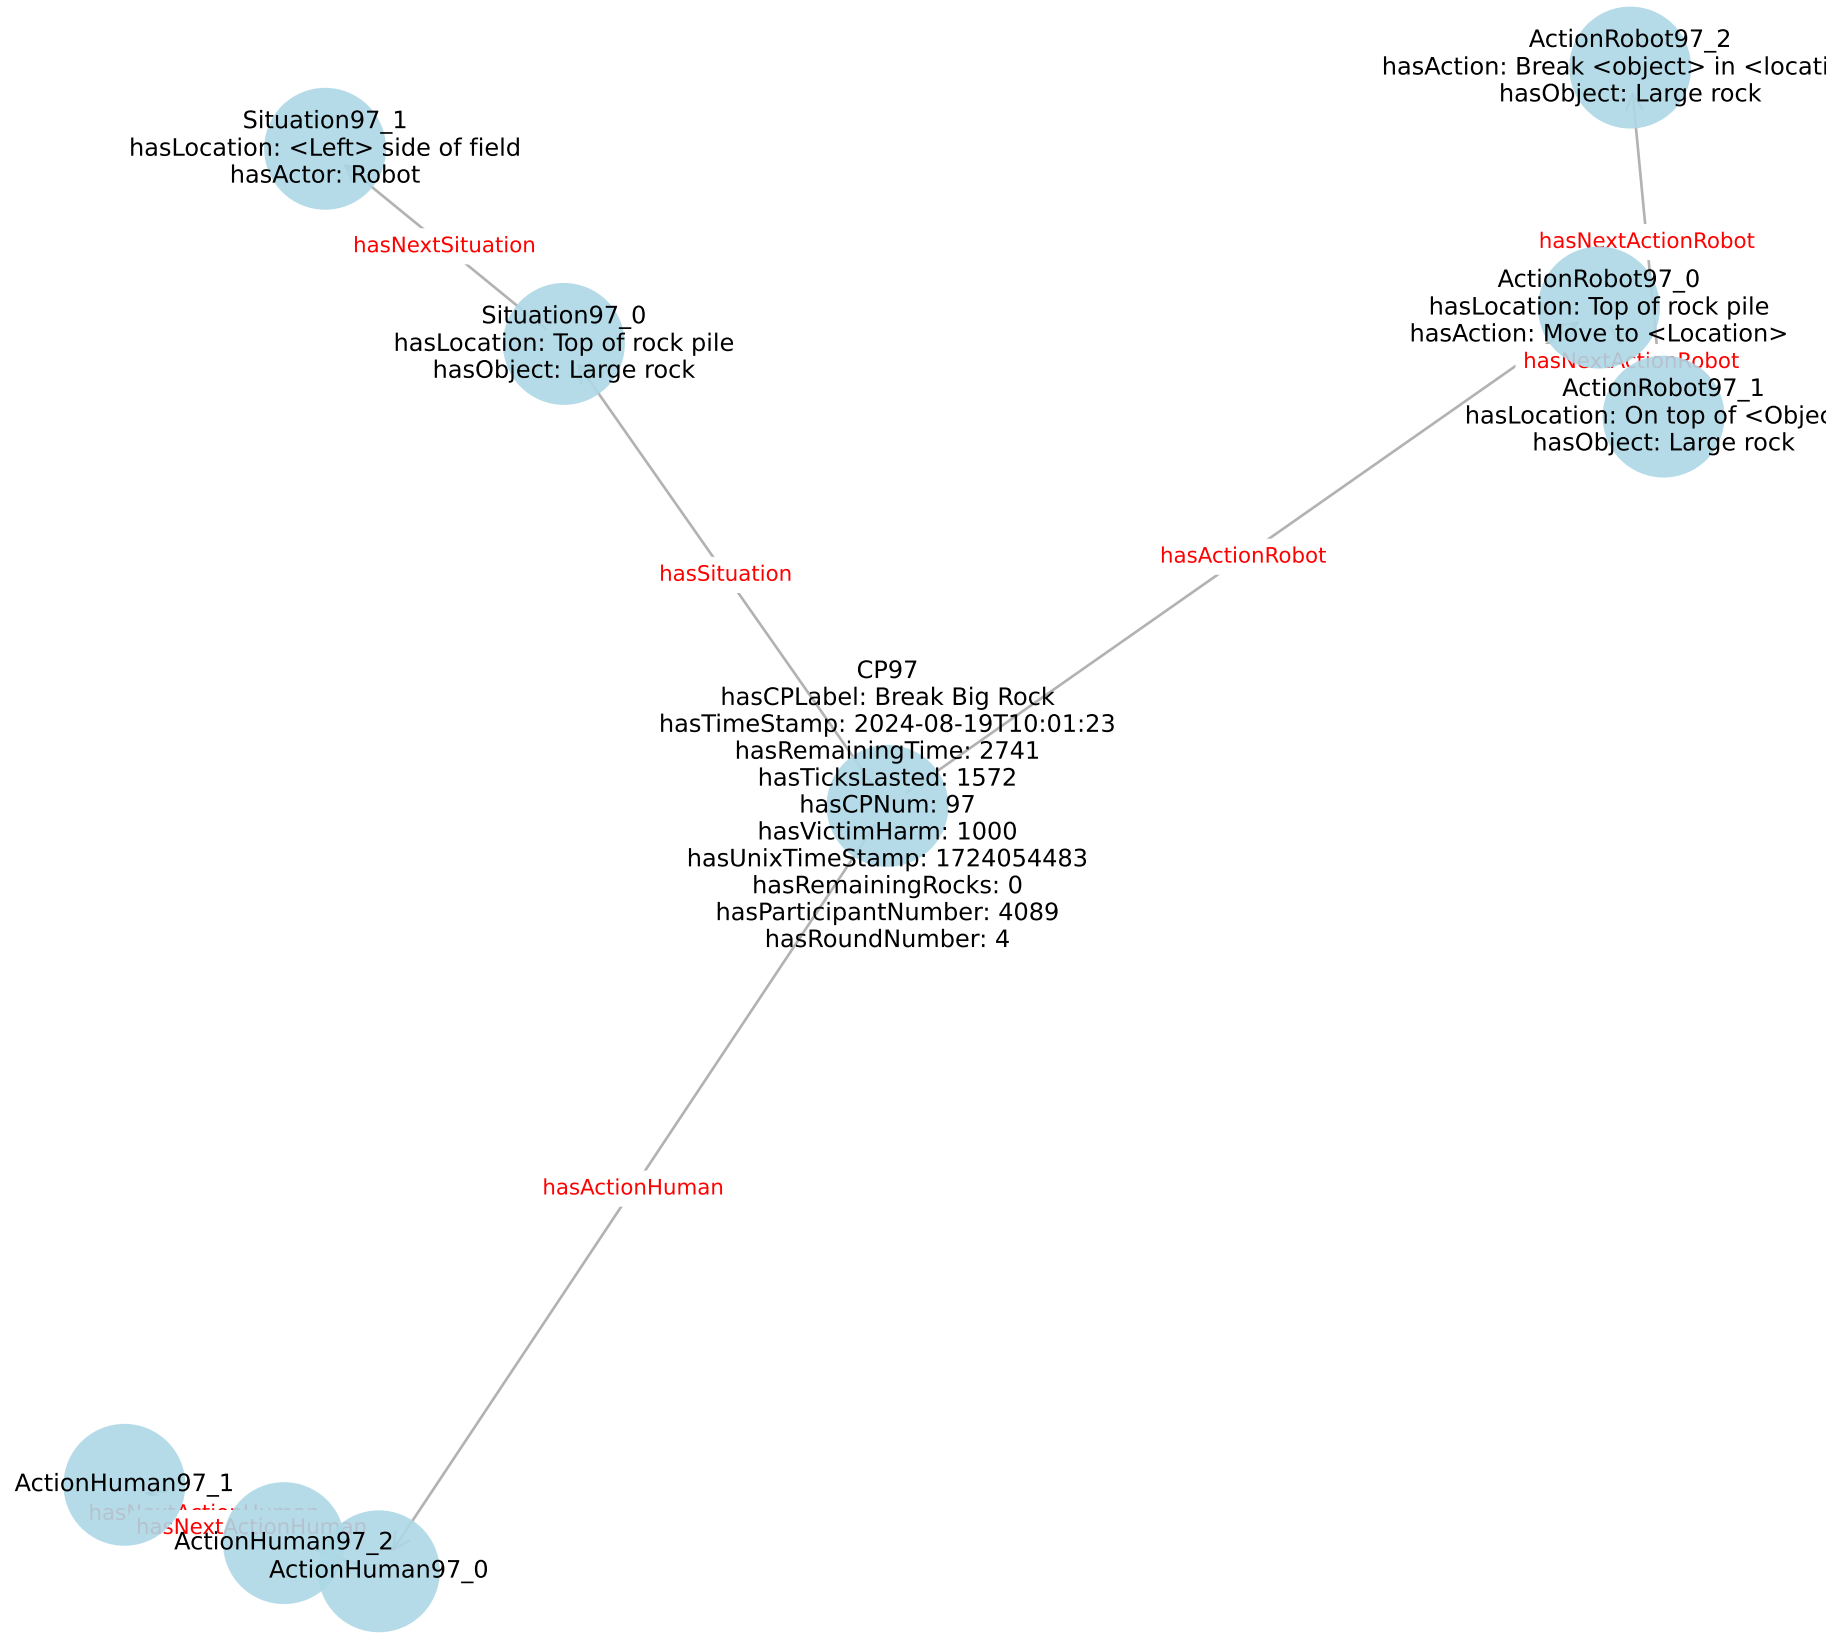 ActionRobot97_2
hasAction: Break <object> in <locati
hasObject: Large rock
Situation97_1
hasLocation: <Left> side of field
hasActor: Robot
hasNextSituation
hasNextActionRobot
ActionRobot97_0
hasLocation: Top of rock pile
hasAction: Move to <Location>
hasNextActionRobot
ActionRobot97_1
hasLocation: On top of <Objec
hasObject: Large rock
Situation97_0
hasLocation: Top of rock pile
hasObject: Large rock
hasSituation
hasActionRobot
CP97
hasCPLabel: Break Big Rock
hasTimeStamp: 2024-08-19T10:01:23
hasRemainingTime: 2741
hasTicksLasted: 1572
hasCPNum: 97
hasVictimHarm: 1000
hasUnixTimeStamp: 1724054483
hasRemainingRocks: 0
hasParticipantNumber: 4089
hasRoundNumber: 4
hasActionHuman
ActionHuman97_1
hasNextActionHuman
hasNextActionHuman
ActionHuman97_2
ActionHuman97_0